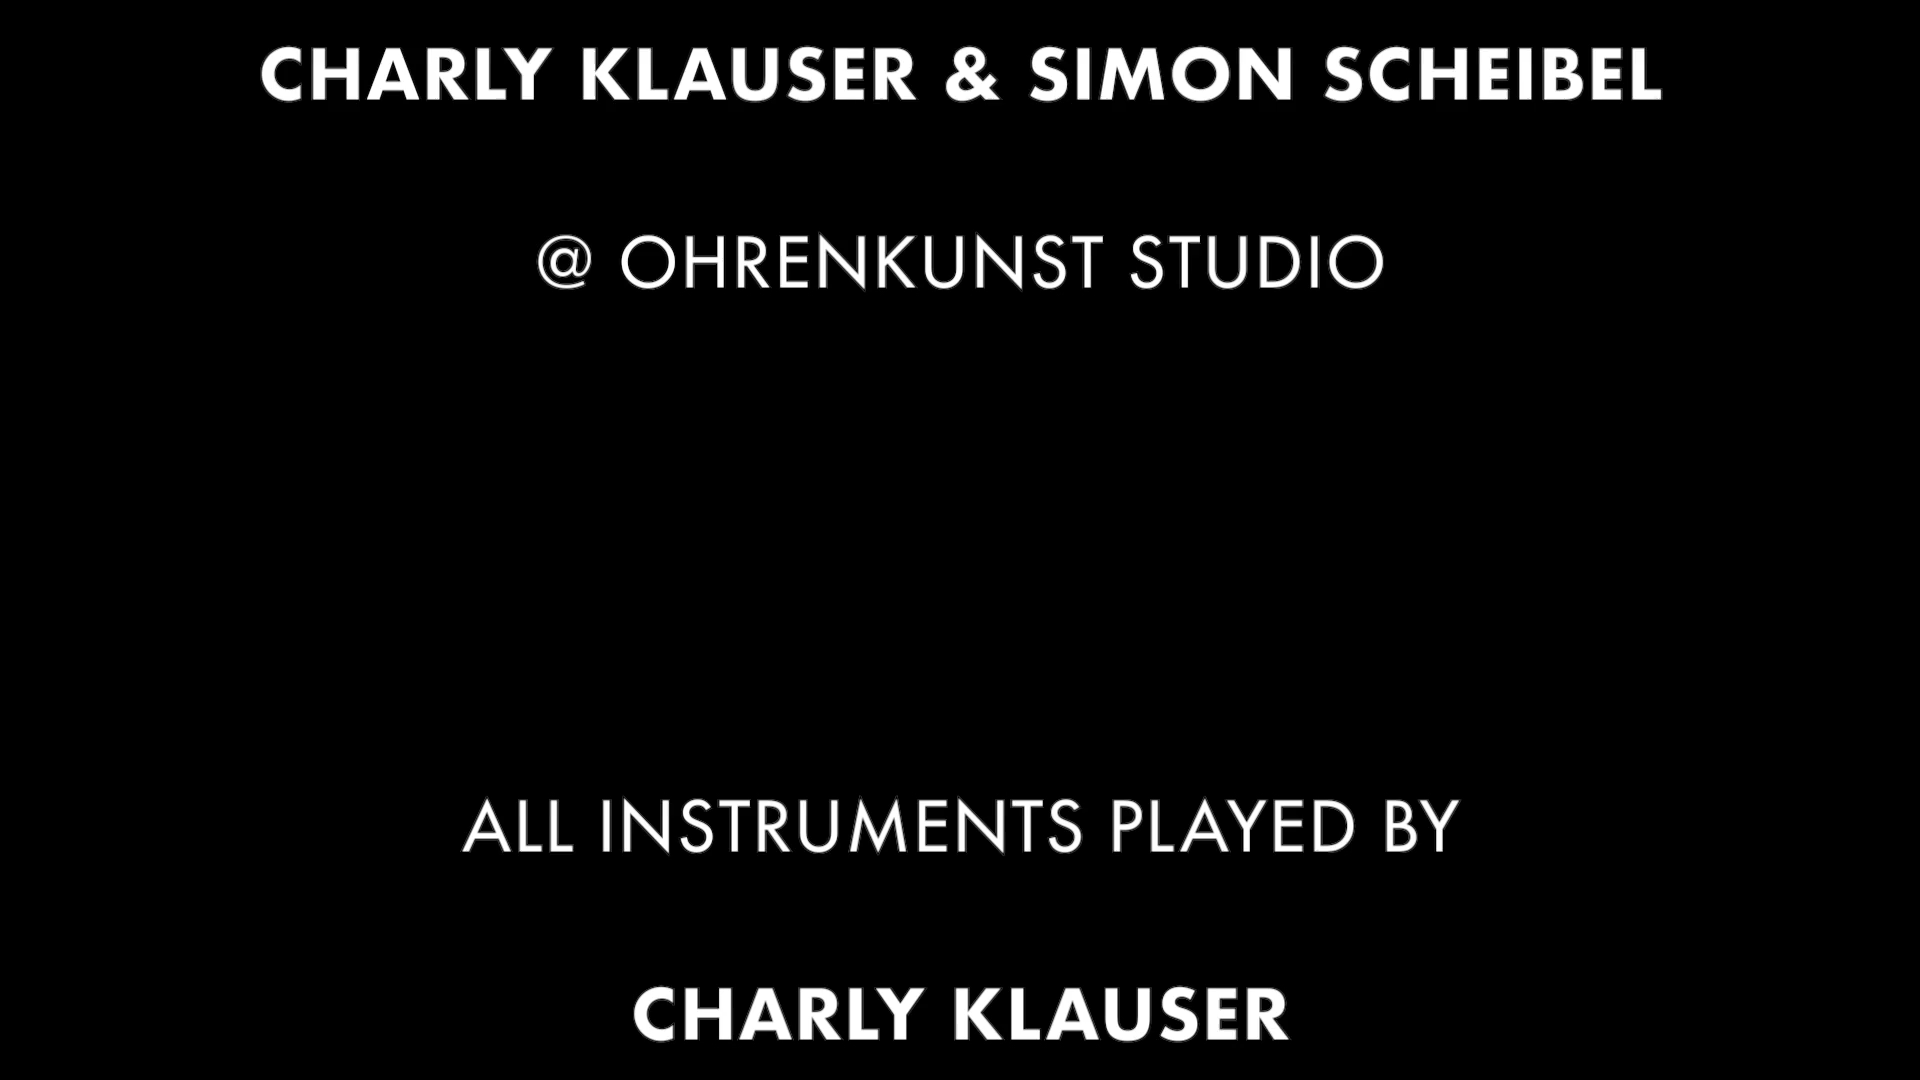 CHARLY KLAUSER & SIMON SCHEIBEL
@ OHRENKUNST STUDIO
ALL INSTRUMENTS PLAYED BY
CHARLY KLAUSER